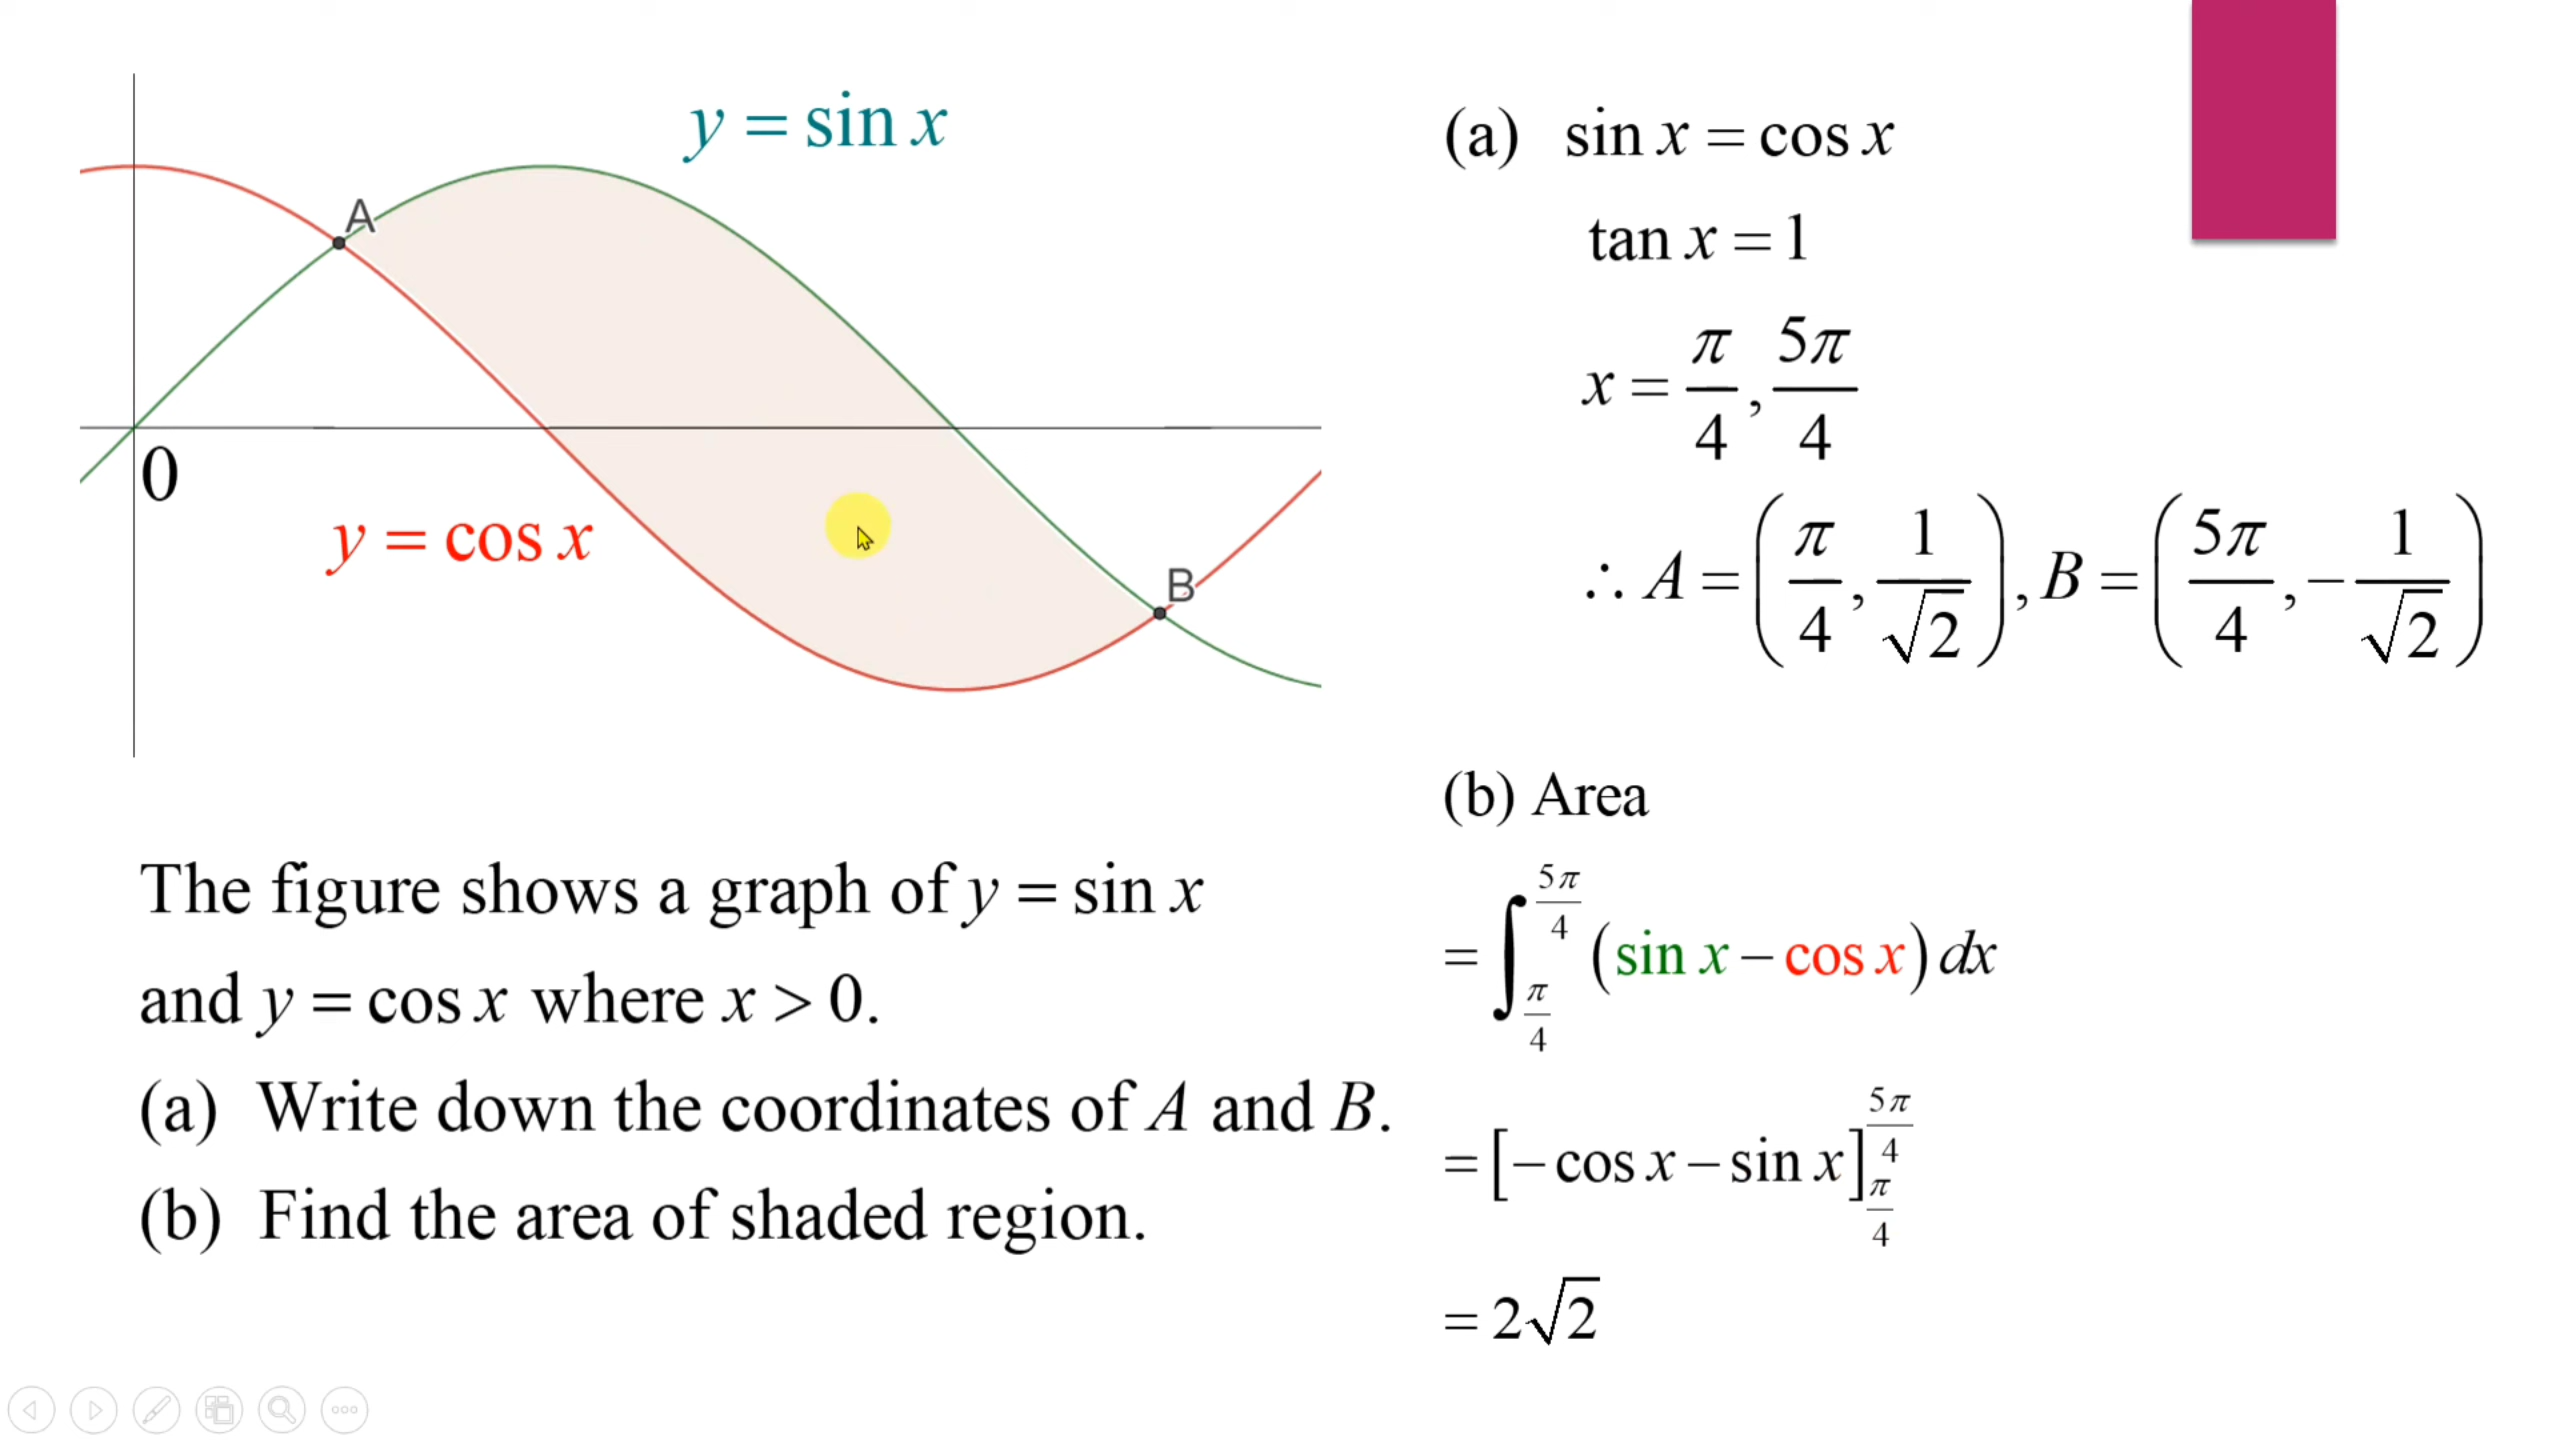 y = sin x
A
0
y = cos x
B
The figure shows a graph of y = sin x
and y = cos x where x > 0.
(a) Write down the coordinates of A and B.
(b) Find the area of shaded region.
(a) sin x = cos x
tan x = 1
x = π/4, 5π/4
∴ A = (π/4, 1/√2), B = (5π/4, −1/√2)
(b) Area
= ∫_{π/4}^{5π/4} (sin x − cos x) dx
= [− cos x − sin x]_{π/4}^{5π/4}
= 2√2